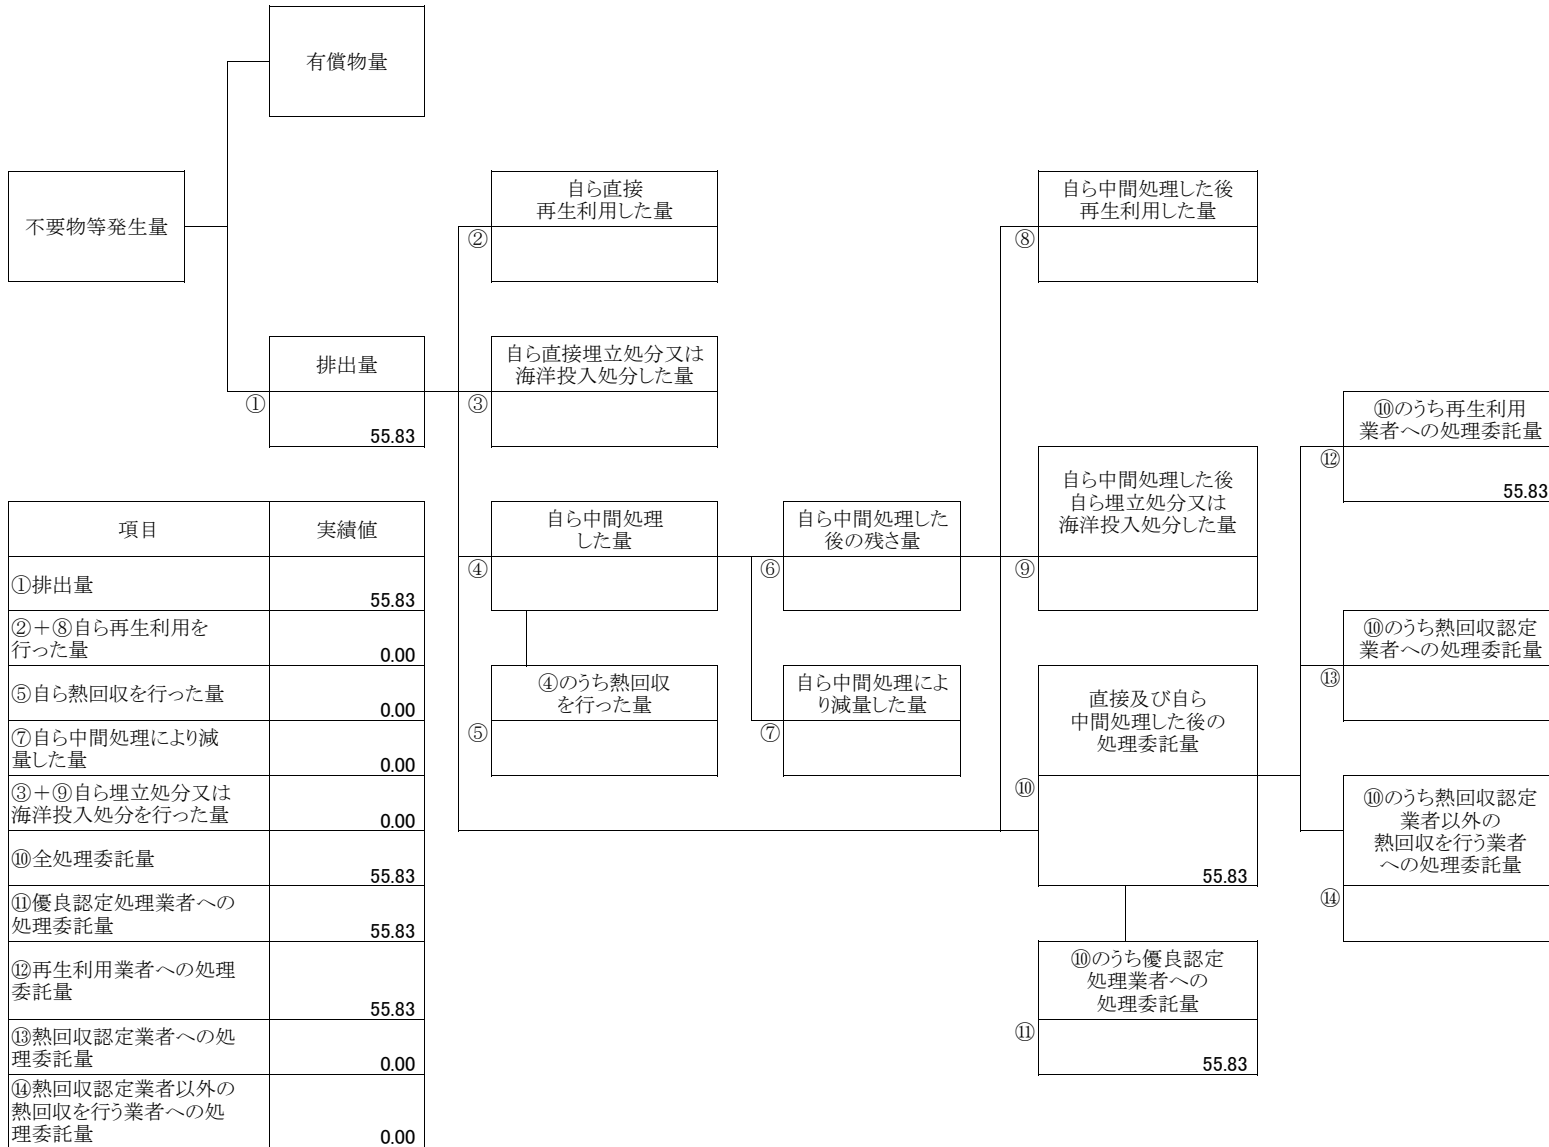 有償物量
不要物等発生量
自ら直接
再生利用した量
②
自ら中間処理した後
再生利用した量
⑧
排出量
①
55.83
自ら直接埋立処分又は
海洋投入処分した量
③
⑩のうち再生利用
業者への処理委託量
⑫
55.83
自ら中間処理
した量
④
自ら中間処理した
後の残さ量
⑥
自ら中間処理した後
自ら埋立処分又は
海洋投入処分した量
⑨
⑩のうち熱回収認定
業者への処理委託量
⑬
④のうち熱回収
を行った量
⑤
自ら中間処理によ
り減量した量
⑦
直接及び自ら
中間処理した後の
処理委託量
⑩
55.83
⑩のうち熱回収認定
業者以外の
熱回収を行う業者
への処理委託量
⑭
⑩のうち優良認定
処理業者への
処理委託量
⑪
55.83
項目 実績値
①排出量
55.83
②+⑧自ら再生利用を
行った量
0.00
⑤自ら熱回収を行った量
0.00
⑦自ら中間処理により減
量した量
0.00
③+⑨自ら埋立処分又は
海洋投入処分を行った量
0.00
⑩全処理委託量
55.83
⑪優良認定処理業者への
処理委託量
55.83
⑫再生利用業者への処理
委託量
55.83
⑬熱回収認定業者への処
理委託量
0.00
⑭熱回収認定業者以外の
熱回収を行う業者への処
理委託量
0.00